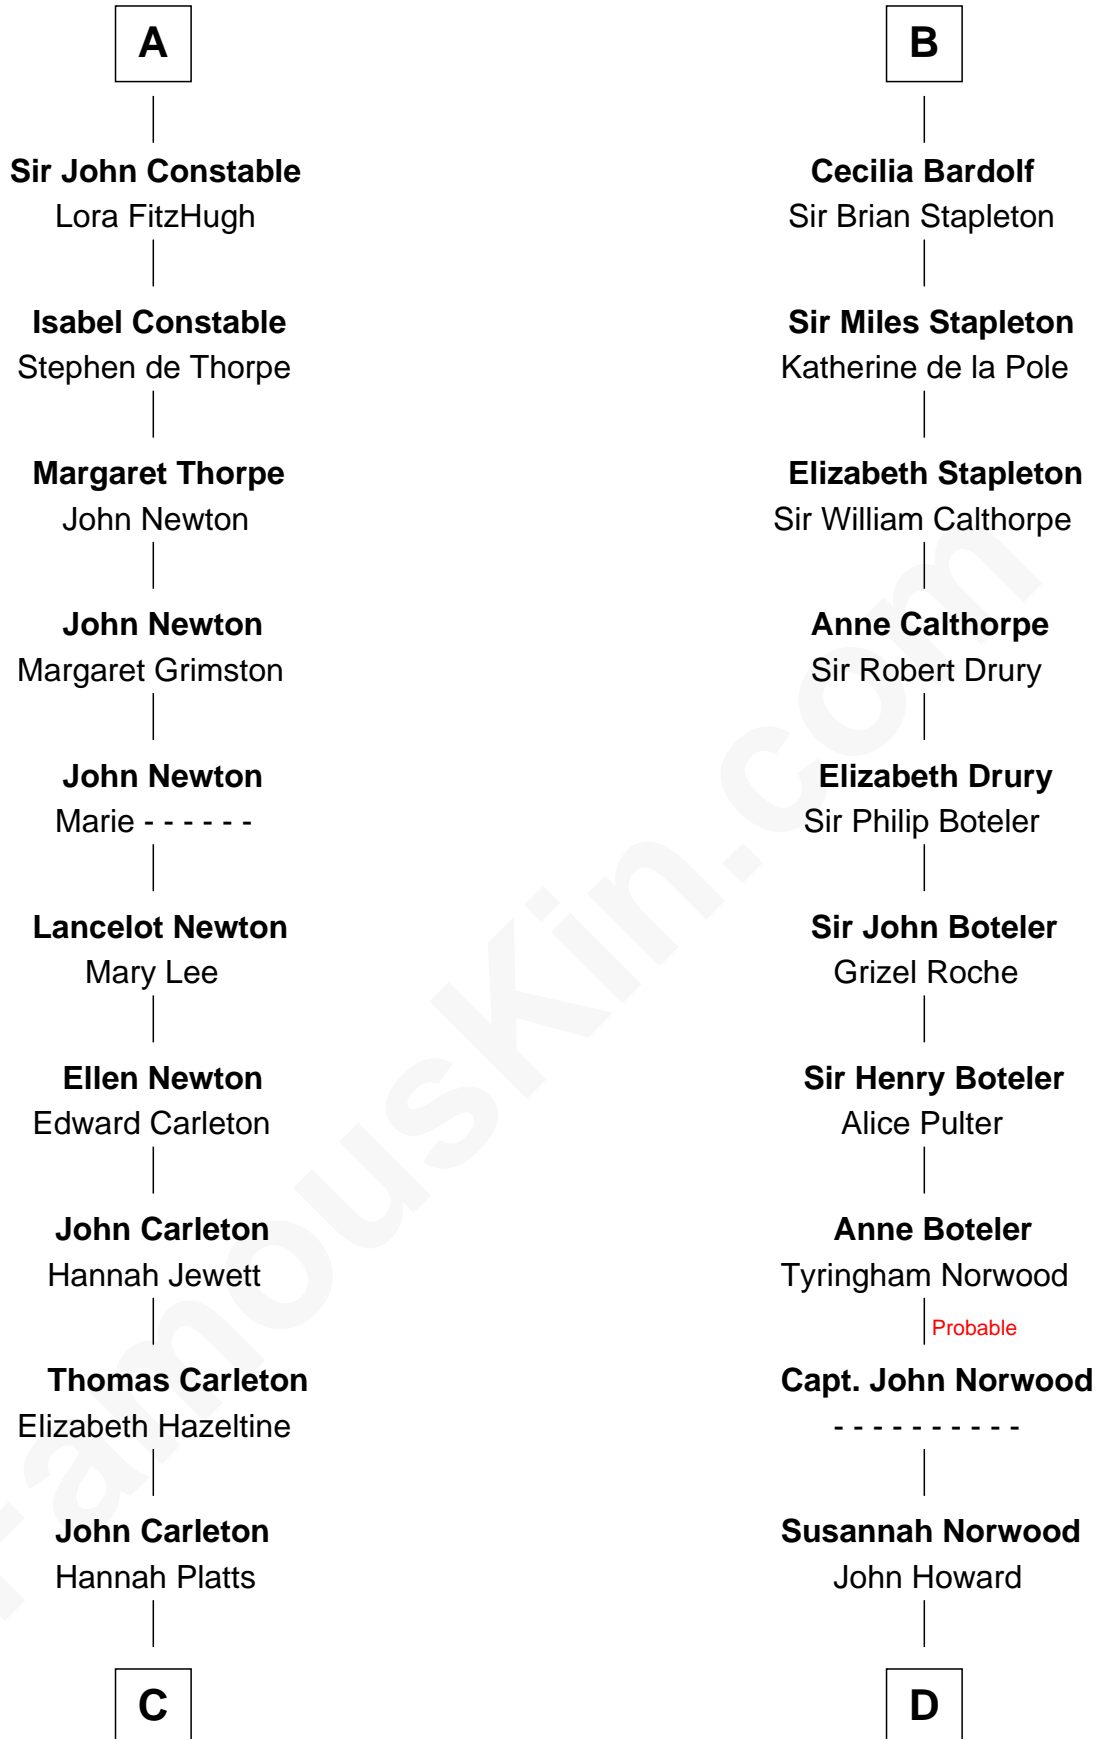 A
Sir John Constable
Lora FitzHugh
Isabel Constable
Stephen de Thorpe
Margaret Thorpe
John Newton
John Newton
Margaret Grimston
John Newton
Marie - - - - - -
Lancelot Newton
Mary Lee
Ellen Newton
Edward Carleton
John Carleton
Hannah Jewett
Thomas Carleton
Elizabeth Hazeltine
John Carleton
Hannah Platts
C
B
Cecilia Bardolf
Sir Brian Stapleton
Sir Miles Stapleton
Katherine de la Pole
Elizabeth Stapleton
Sir William Calthorpe
Anne Calthorpe
Sir Robert Drury
Elizabeth Drury
Sir Philip Boteler
Sir John Boteler
Grizel Roche
Sir Henry Boteler
Alice Pulter
Anne Boteler
Tyringham Norwood
Probable
Capt. John Norwood
- - - - - - - - - -
Susannah Norwood
John Howard
D
FamousKin.com